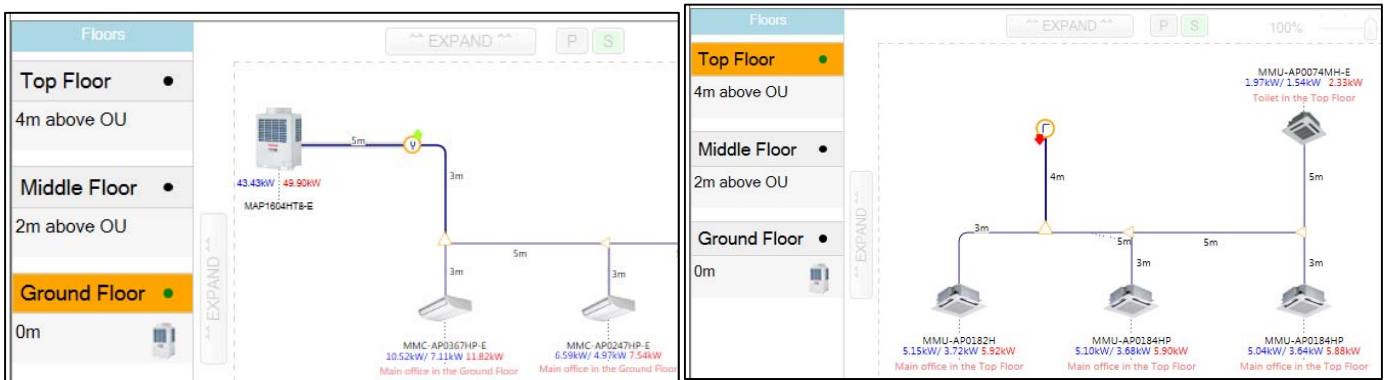 Floors
^^ EXPAND ^^
P
S
Top Floor
4m above OU
Middle Floor
2m above OU
Ground Floor
0m
^^ EXPAND ^^
5m
Y
3m
43.43kW
49.90kW
MAP1604HT8-E
5m
3m
3m
MMC-AP0367HP-E
10.52kW/ 7.11kW 11.82kW
Main office in the Ground Floor
MMC-AP0247HP-E
6.59kW/ 4.97kW 7.54kW
Main office in the Ground Floor
Floors
^^ EXPAND ^^
P
S
100%
Top Floor
4m above OU
Middle Floor
2m above OU
Ground Floor
0m
^^ EXPAND ^^
MMU-AP0074MH-E
1.97kW/ 1.54kW 2.33kW
Toilet in the Top Floor
4m
5m
3m
5m
5m
3m
3m
MMU-AP0182H
5.15kW/ 3.72kW 5.92kW
Main office in the Top Floor
MMU-AP0184HP
5.10kW/ 3.68kW 5.90kW
Main office in the Top Floor
MMU-AP0184HP
5.04kW/ 3.64kW 5.88kW
Main office in the Top Floor